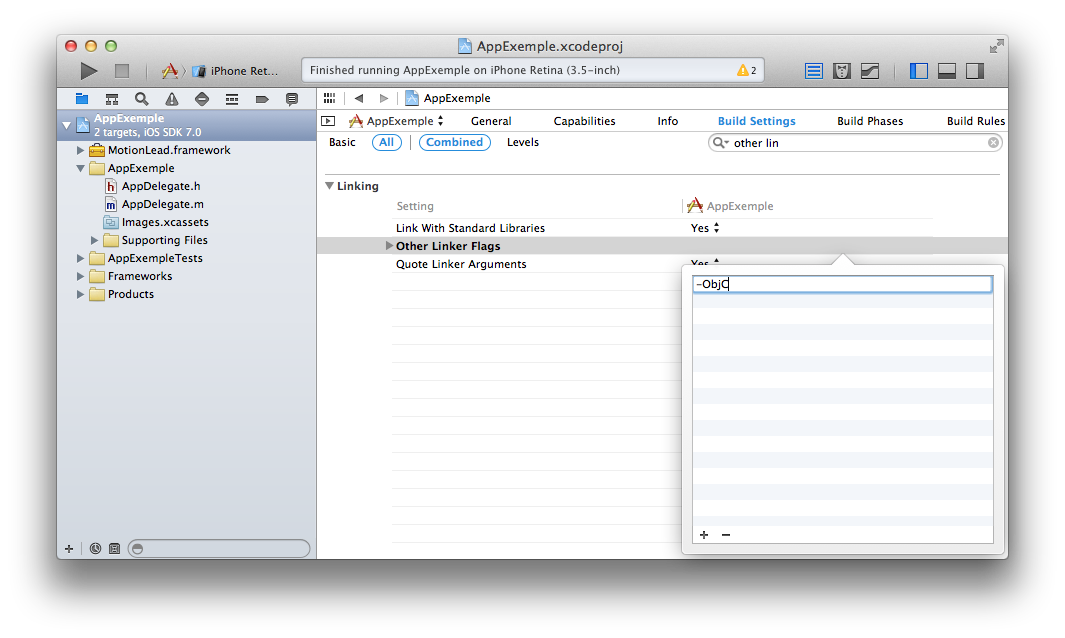 AppExemple.xcodeproj
iPhone Ret...
Finished running AppExemple on iPhone Retina (3.5-inch)
2
AppExemple
AppExemple
2 targets, iOS SDK 7.0
AppExemple
General
Capabilities
Info
Build Settings
Build Phases
Build Rules
MotionLead.framework
Basic
All
Combined
Levels
other lin
AppExemple
h AppDelegate.h
m AppDelegate.m
Images.xcassets
Supporting Files
AppExempleTests
Frameworks
Products
Linking
Setting
AppExemple
Link With Standard Libraries
Yes
Other Linker Flags
Quote Linker Arguments
Yes
-ObjC